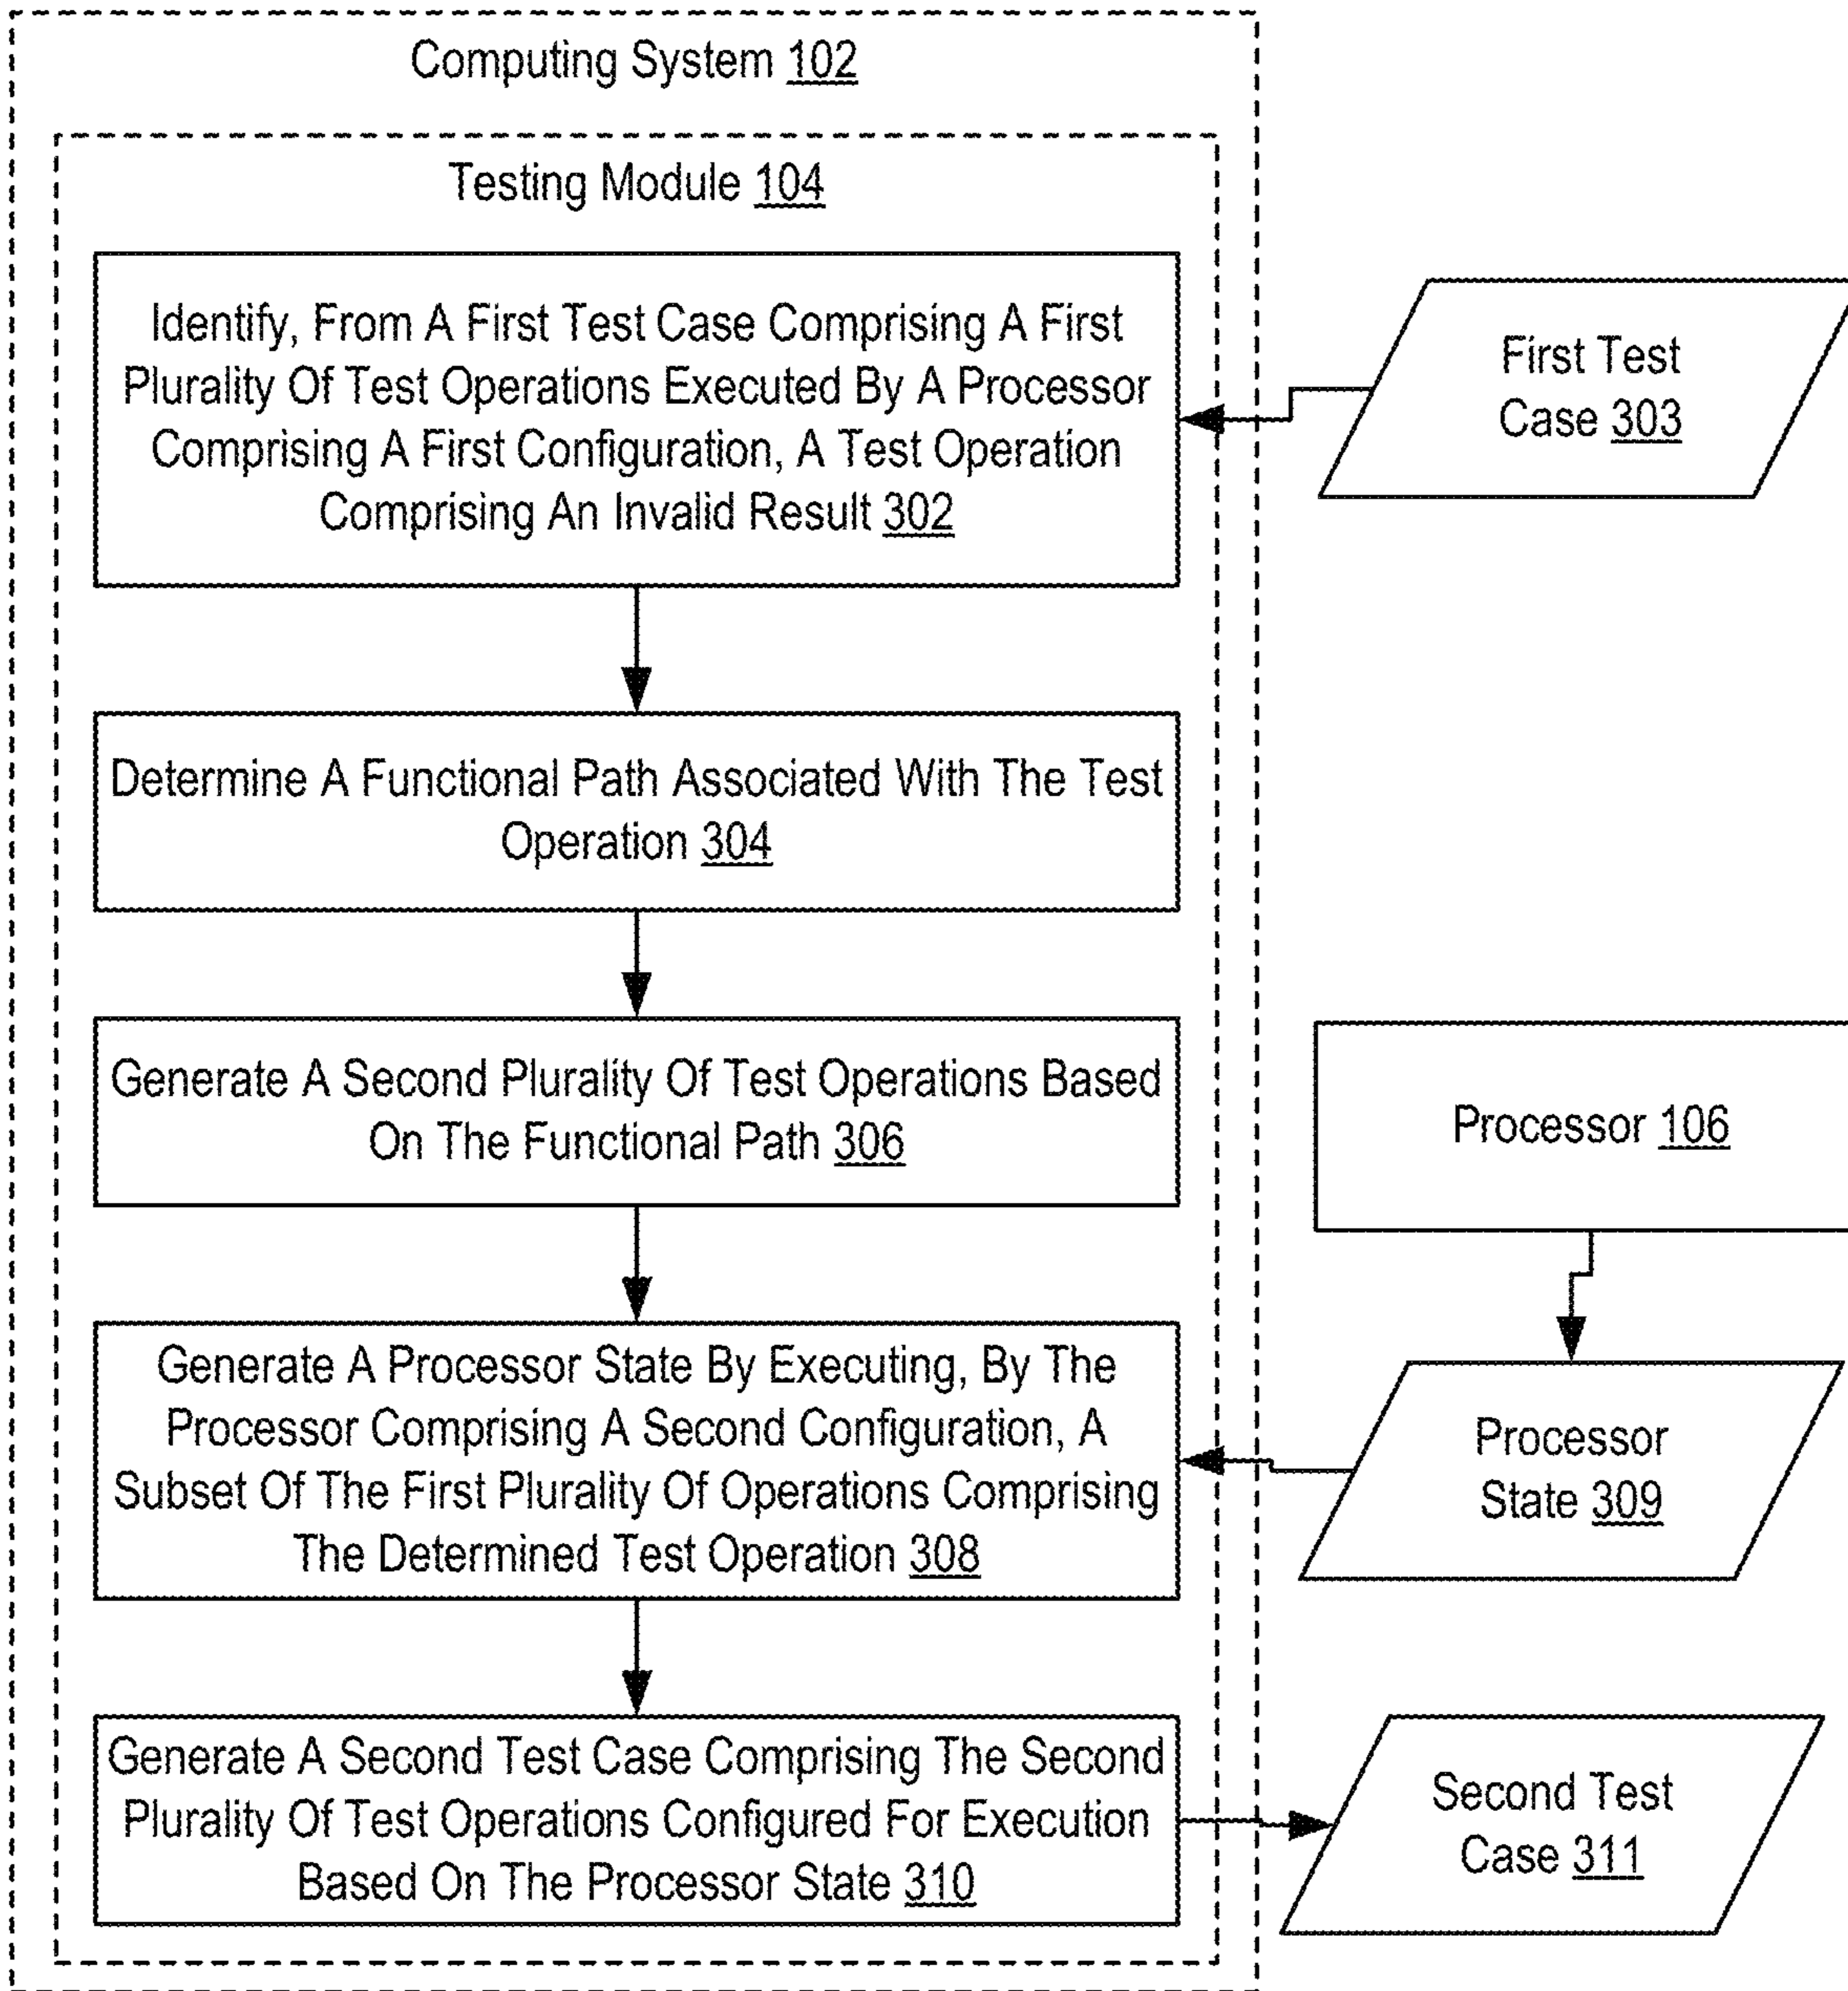 Computing System 102
Testing Module 104
Identify, From A First Test Case Comprising A First
Plurality Of Test Operations Executed By A Processor
Comprising A First Configuration, A Test Operation
Comprising An Invalid Result 302
First Test
Case 303
Determine A Functional Path Associated With The Test
Operation 304
Generate A Second Plurality Of Test Operations Based
On The Functional Path 306
Processor 106
Generate A Processor State By Executing, By The
Processor Comprising A Second Configuration, A
Subset Of The First Plurality Of Operations Comprising
The Determined Test Operation 308
Processor
State 309
Generate A Second Test Case Comprising The Second
Plurality Of Test Operations Configured For Execution
Based On The Processor State 310
Second Test
Case 311